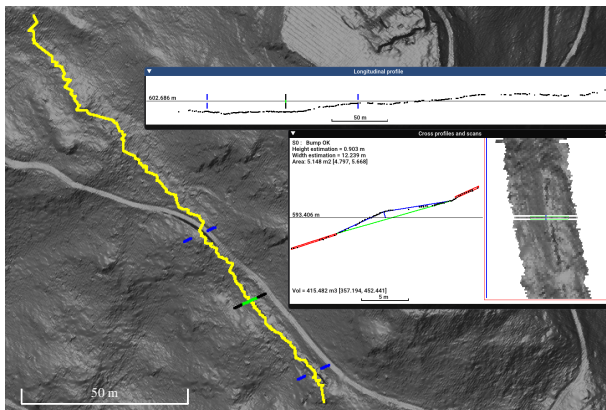 Longitudinal profile
602.686 m
50 m
Cross profiles and scans
S0 : Bump OK
Height estimation = 0.903 m
Width estimation = 12.239 m
Area: 5.148 m2 [4.797, 5.668]
593.406 m
Vol = 415.482 m3 [357.194, 452.441]
5 m
50 m